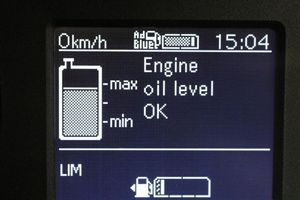 0km/h Ad Blue 15:04
Engine
-max oil level
-min OK
LIM